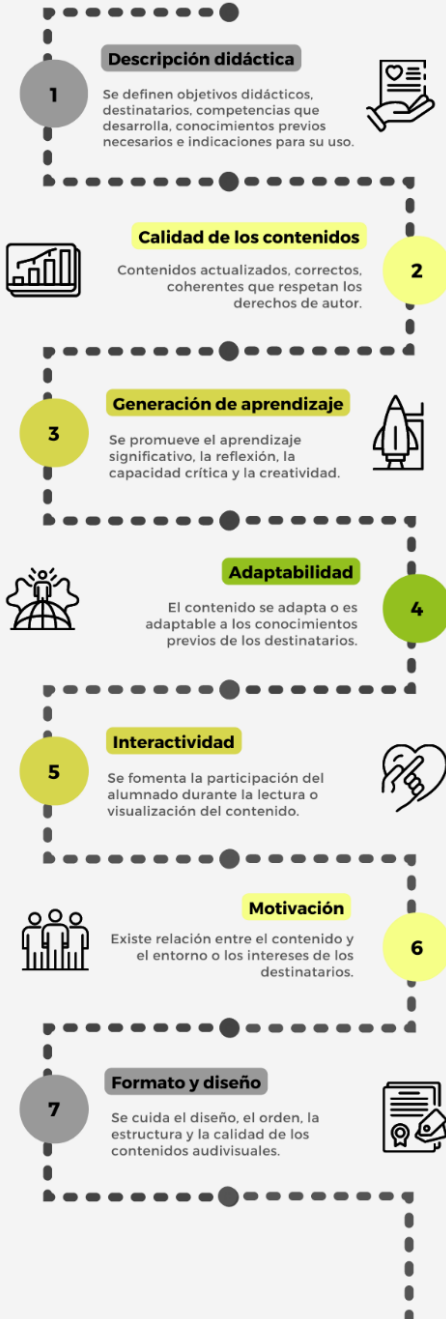 Descripción didáctica
1
Se definen objetivos didácticos,
destinatarios, competencias que
desarrolla, conocimientos previos
necesarios e indicaciones para su uso.
Calidad de los contenidos
2
Contenidos actualizados, correctos,
coherentes que respetan los
derechos de autor.
Generación de aprendizaje
3
Se promueve el aprendizaje
significativo, la reflexión, la
capacidad crítica y la creatividad.
Adaptabilidad
4
El contenido se adapta o es
adaptable a los conocimientos
previos de los destinatarios.
Interactividad
5
Se fomenta la participación del
alumnado durante la lectura o
visualización del contenido.
Motivación
6
Existe relación entre el contenido y
el entorno o los intereses de los
destinatarios.
Formato y diseño
7
Se cuida el diseño, el orden, la
estructura y la calidad de los
contenidos audivisuales.